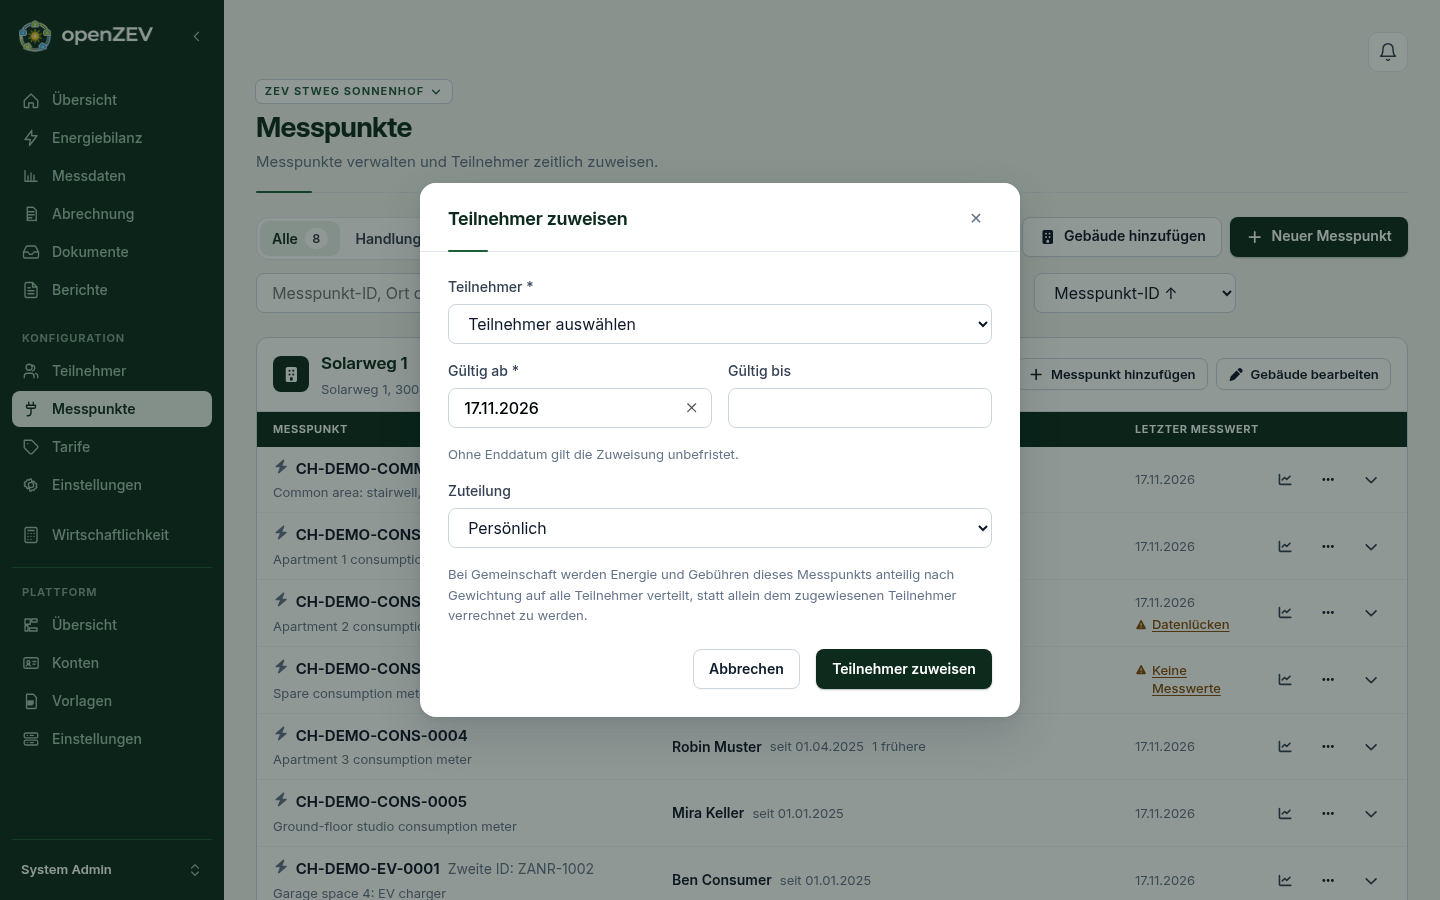 openZEV
Übersicht
Energiebilanz
Messdaten
Abrechnung
Dokumente
Berichte
KONFIGURATION
Teilnehmer
Messpunkte
Tarife
Einstellungen
Wirtschaftlichkeit
PLATTFORM
Übersicht
Konten
Vorlagen
Einstellungen
System Admin
ZEV STWEG SONNENHOF
Messpunkte
Messpunkte verwalten und Teilnehmer zeitlich zuweisen.
Alle 8 Handlung
Gebäude hinzufügen
Neuer Messpunkt
Messpunkt-ID, Ort
Messpunkt-ID ↑
Solarweg 1
Solarweg 1, 300
Messpunkt hinzufügen
Gebäude bearbeiten
MESSPUNKT LETZTER MESSWERT
CH-DEMO-COMM
Common area: stairwell,
17.11.2026
CH-DEMO-CONS
Apartment 1 consumptio
17.11.2026
CH-DEMO-CONS
Apartment 2 consumptio
17.11.2026
Datenlücken
CH-DEMO-CONS
Spare consumption met
Keine
Messwerte
CH-DEMO-CONS-0004
Apartment 3 consumption meter
Robin Muster seit 01.04.2025 1 frühere
17.11.2026
CH-DEMO-CONS-0005
Ground-floor studio consumption meter
Mira Keller seit 01.01.2025
17.11.2026
CH-DEMO-EV-0001 Zweite ID: ZANR-1002
Garage space 4: EV charger
Ben Consumer seit 01.01.2025
17.11.2026
Teilnehmer zuweisen
Teilnehmer *
Teilnehmer auswählen
Gültig ab * Gültig bis
17.11.2026
Ohne Enddatum gilt die Zuweisung unbefristet.
Zuteilung
Persönlich
Bei Gemeinschaft werden Energie und Gebühren dieses Messpunkts anteilig nach
Gewichtung auf alle Teilnehmer verteilt, statt allein dem zugewiesenen Teilnehmer
verrechnet zu werden.
Abbrechen
Teilnehmer zuweisen